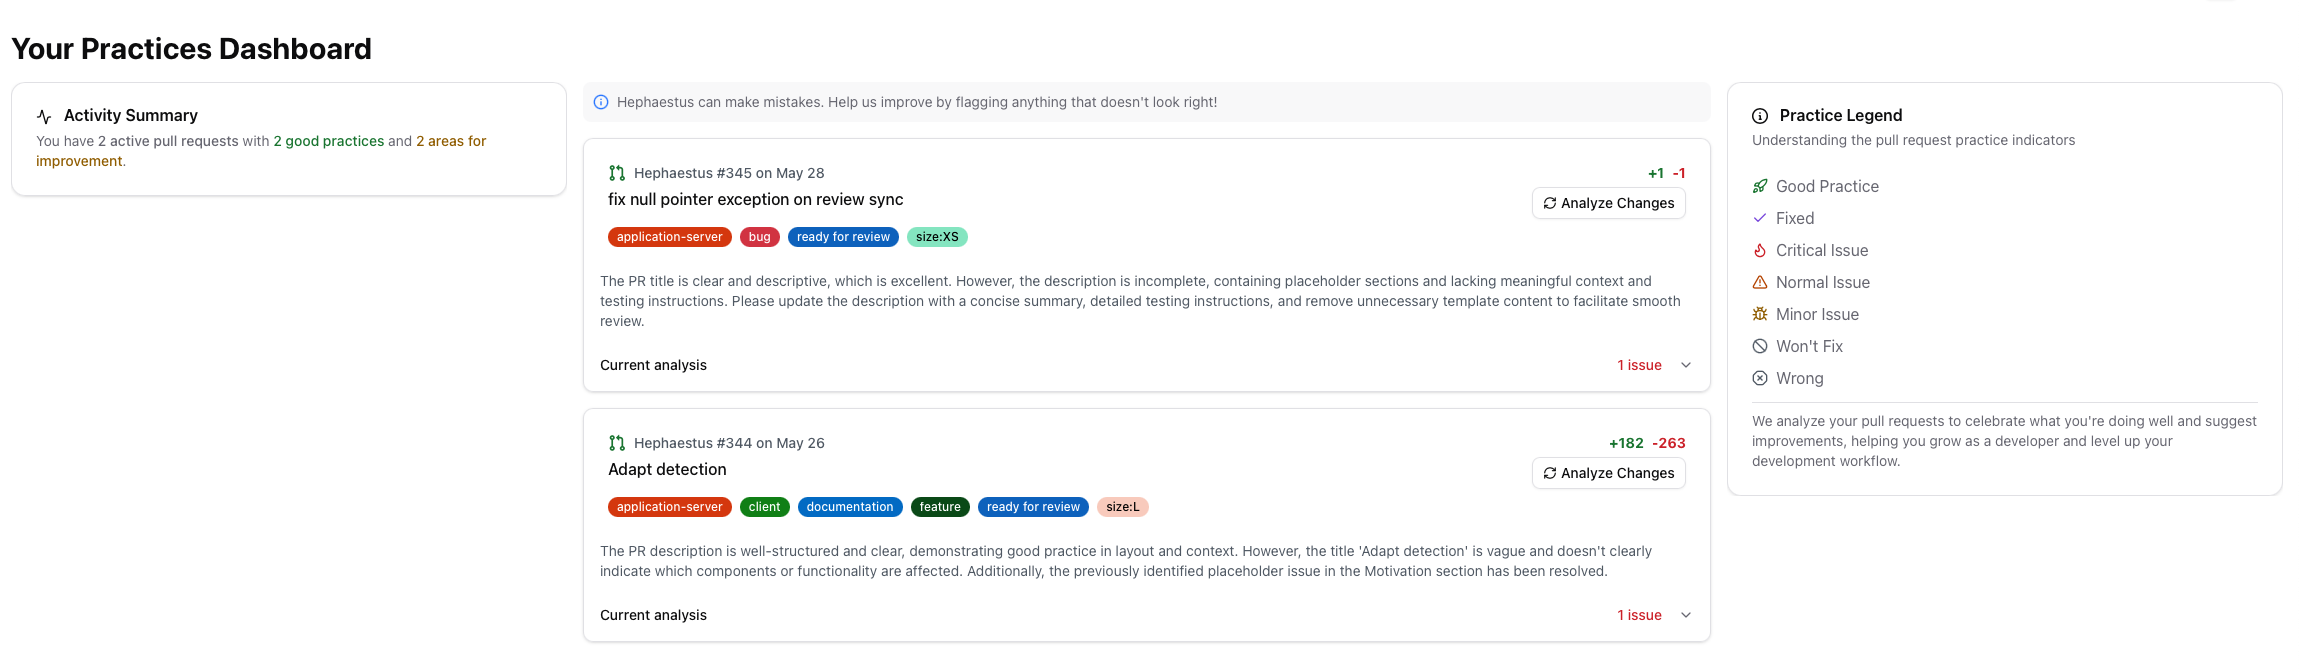 Your Practices Dashboard
Activity Summary
You have 2 active pull requests with 2 good practices and 2 areas for
improvement.
Hephaestus can make mistakes. Help us improve by flagging anything that doesn't look right!
Hephaestus #345 on May 28
+1 -1
fix null pointer exception on review sync
Analyze Changes
application-server bug ready for review size:XS
The PR title is clear and descriptive, which is excellent. However, the description is incomplete, containing placeholder sections and lacking meaningful context and
testing instructions. Please update the description with a concise summary, detailed testing instructions, and remove unnecessary template content to facilitate smooth
review.
Current analysis
1 issue
Hephaestus #344 on May 26
+182 -263
Adapt detection
Analyze Changes
application-server client documentation feature ready for review size:L
The PR description is well-structured and clear, demonstrating good practice in layout and context. However, the title 'Adapt detection' is vague and doesn't clearly
indicate which components or functionality are affected. Additionally, the previously identified placeholder issue in the Motivation section has been resolved.
Current analysis
1 issue
Practice Legend
Understanding the pull request practice indicators
Good Practice
Fixed
Critical Issue
Normal Issue
Minor Issue
Won't Fix
Wrong
We analyze your pull requests to celebrate what you're doing well and suggest
improvements, helping you grow as a developer and level up your
development workflow.